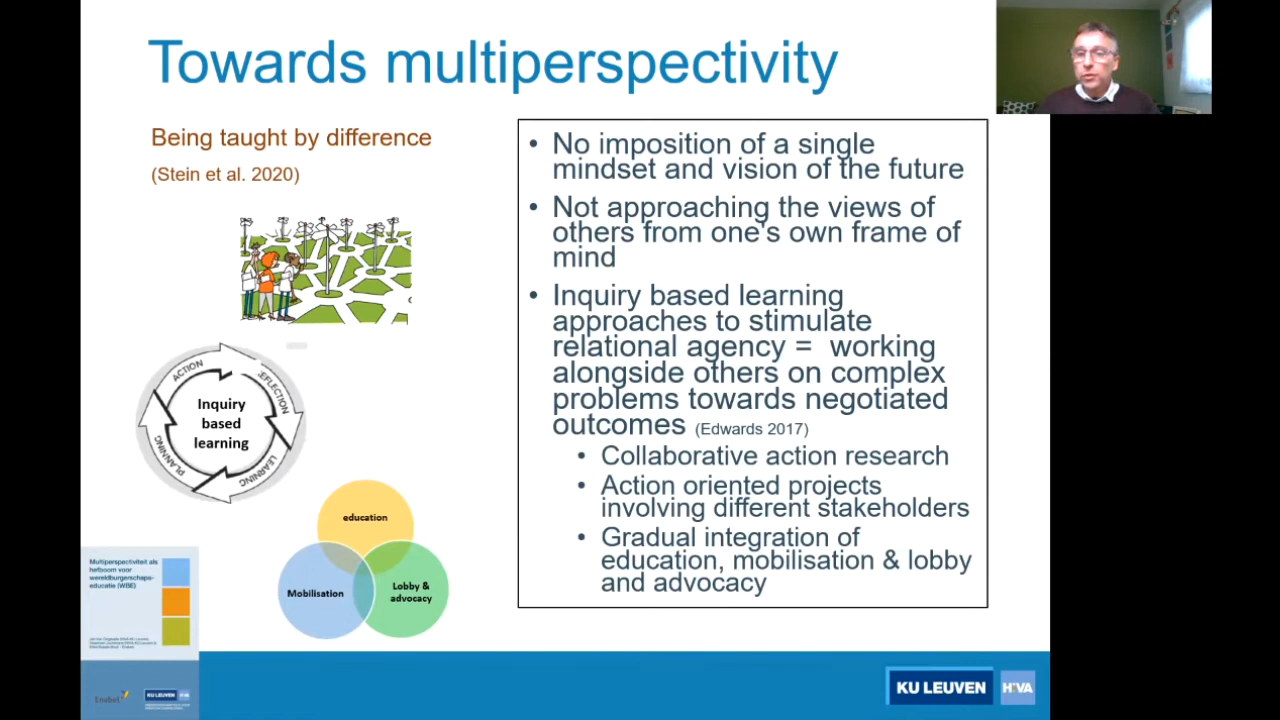 Towards multiperspectivity
Being taught by difference
(Stein et al. 2020)
• No imposition of a single
mindset and vision of the future
• Not approaching the views of
others from one's own frame of
mind
• Inquiry based learning
approaches to stimulate
relational agency = working
alongside others on complex
problems towards negotiated
outcomes (Edwards 2017)
• Collaborative action research
• Action oriented projects
involving different stakeholders
• Gradual integration of
education, mobilisation & lobby
and advocacy
ACTION
REFLECTION
LEARNING
PLANNING
Inquiry
based
learning
education
Mobilisation
Lobby &
advocacy
Multiperspectiviteit als
hefboom voor
wereldburgerschaps-
educatie (WBE)
Enabel
KU LEUVEN
KU LEUVEN
HIVA